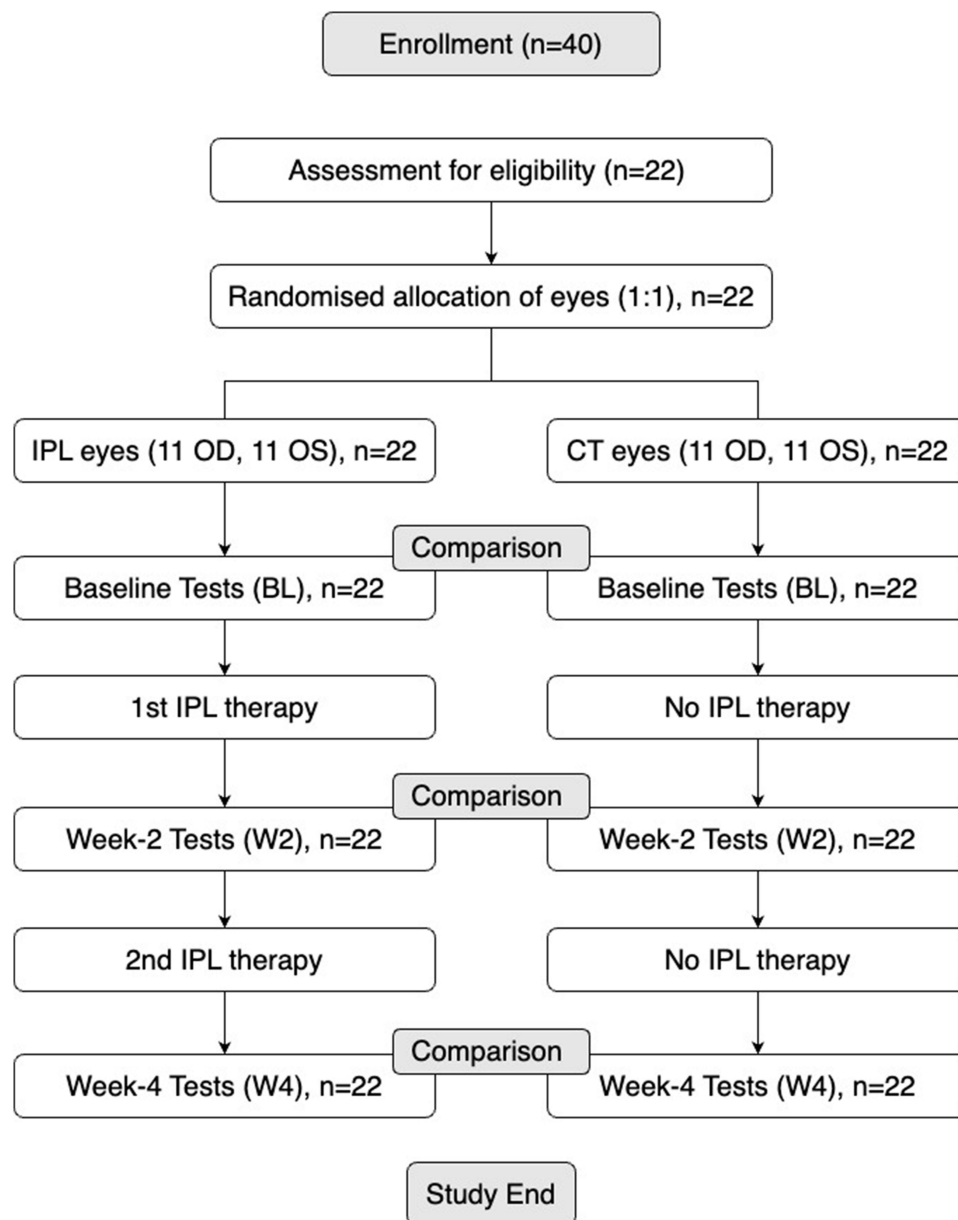 Enrollment (n=40)
Assessment for eligibility (n=22)
Randomised allocation of eyes (1:1), n=22
IPL eyes (11 OD, 11 OS), n=22
CT eyes (11 OD, 11 OS), n=22
Comparison
Baseline Tests (BL), n=22
Baseline Tests (BL), n=22
1st IPL therapy
No IPL therapy
Comparison
Week-2 Tests (W2), n=22
Week-2 Tests (W2), n=22
2nd IPL therapy
No IPL therapy
Comparison
Week-4 Tests (W4), n=22
Week-4 Tests (W4), n=22
Study End